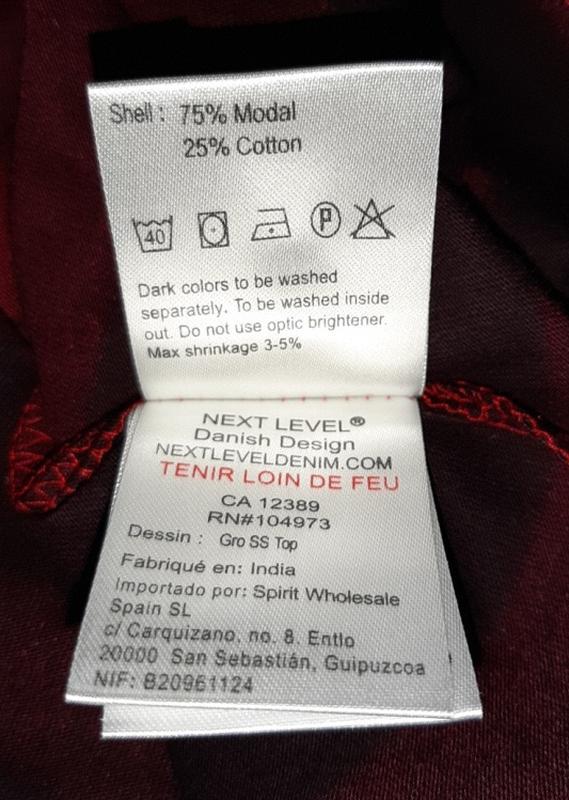 Shell : 75% Modal
25% Cotton
40 P
Dark colors to be washed
separately. To be washed inside
out. Do not use optic brightener.
Max shrinkage 3-5%
NEXT LEVEL®
Danish Design
NEXTLEVELDENIM.COM
TENIR LOIN DE FEU
CA 12389
RN#104973
Dessin : Gro SS Top
Fabriqué en: India
Importado por: Spirit Wholesale
Spain SL
c/ Carquizano, no. 8. Entlo
20000 San Sebastián, Guipuzcoa
NIF: B20961124